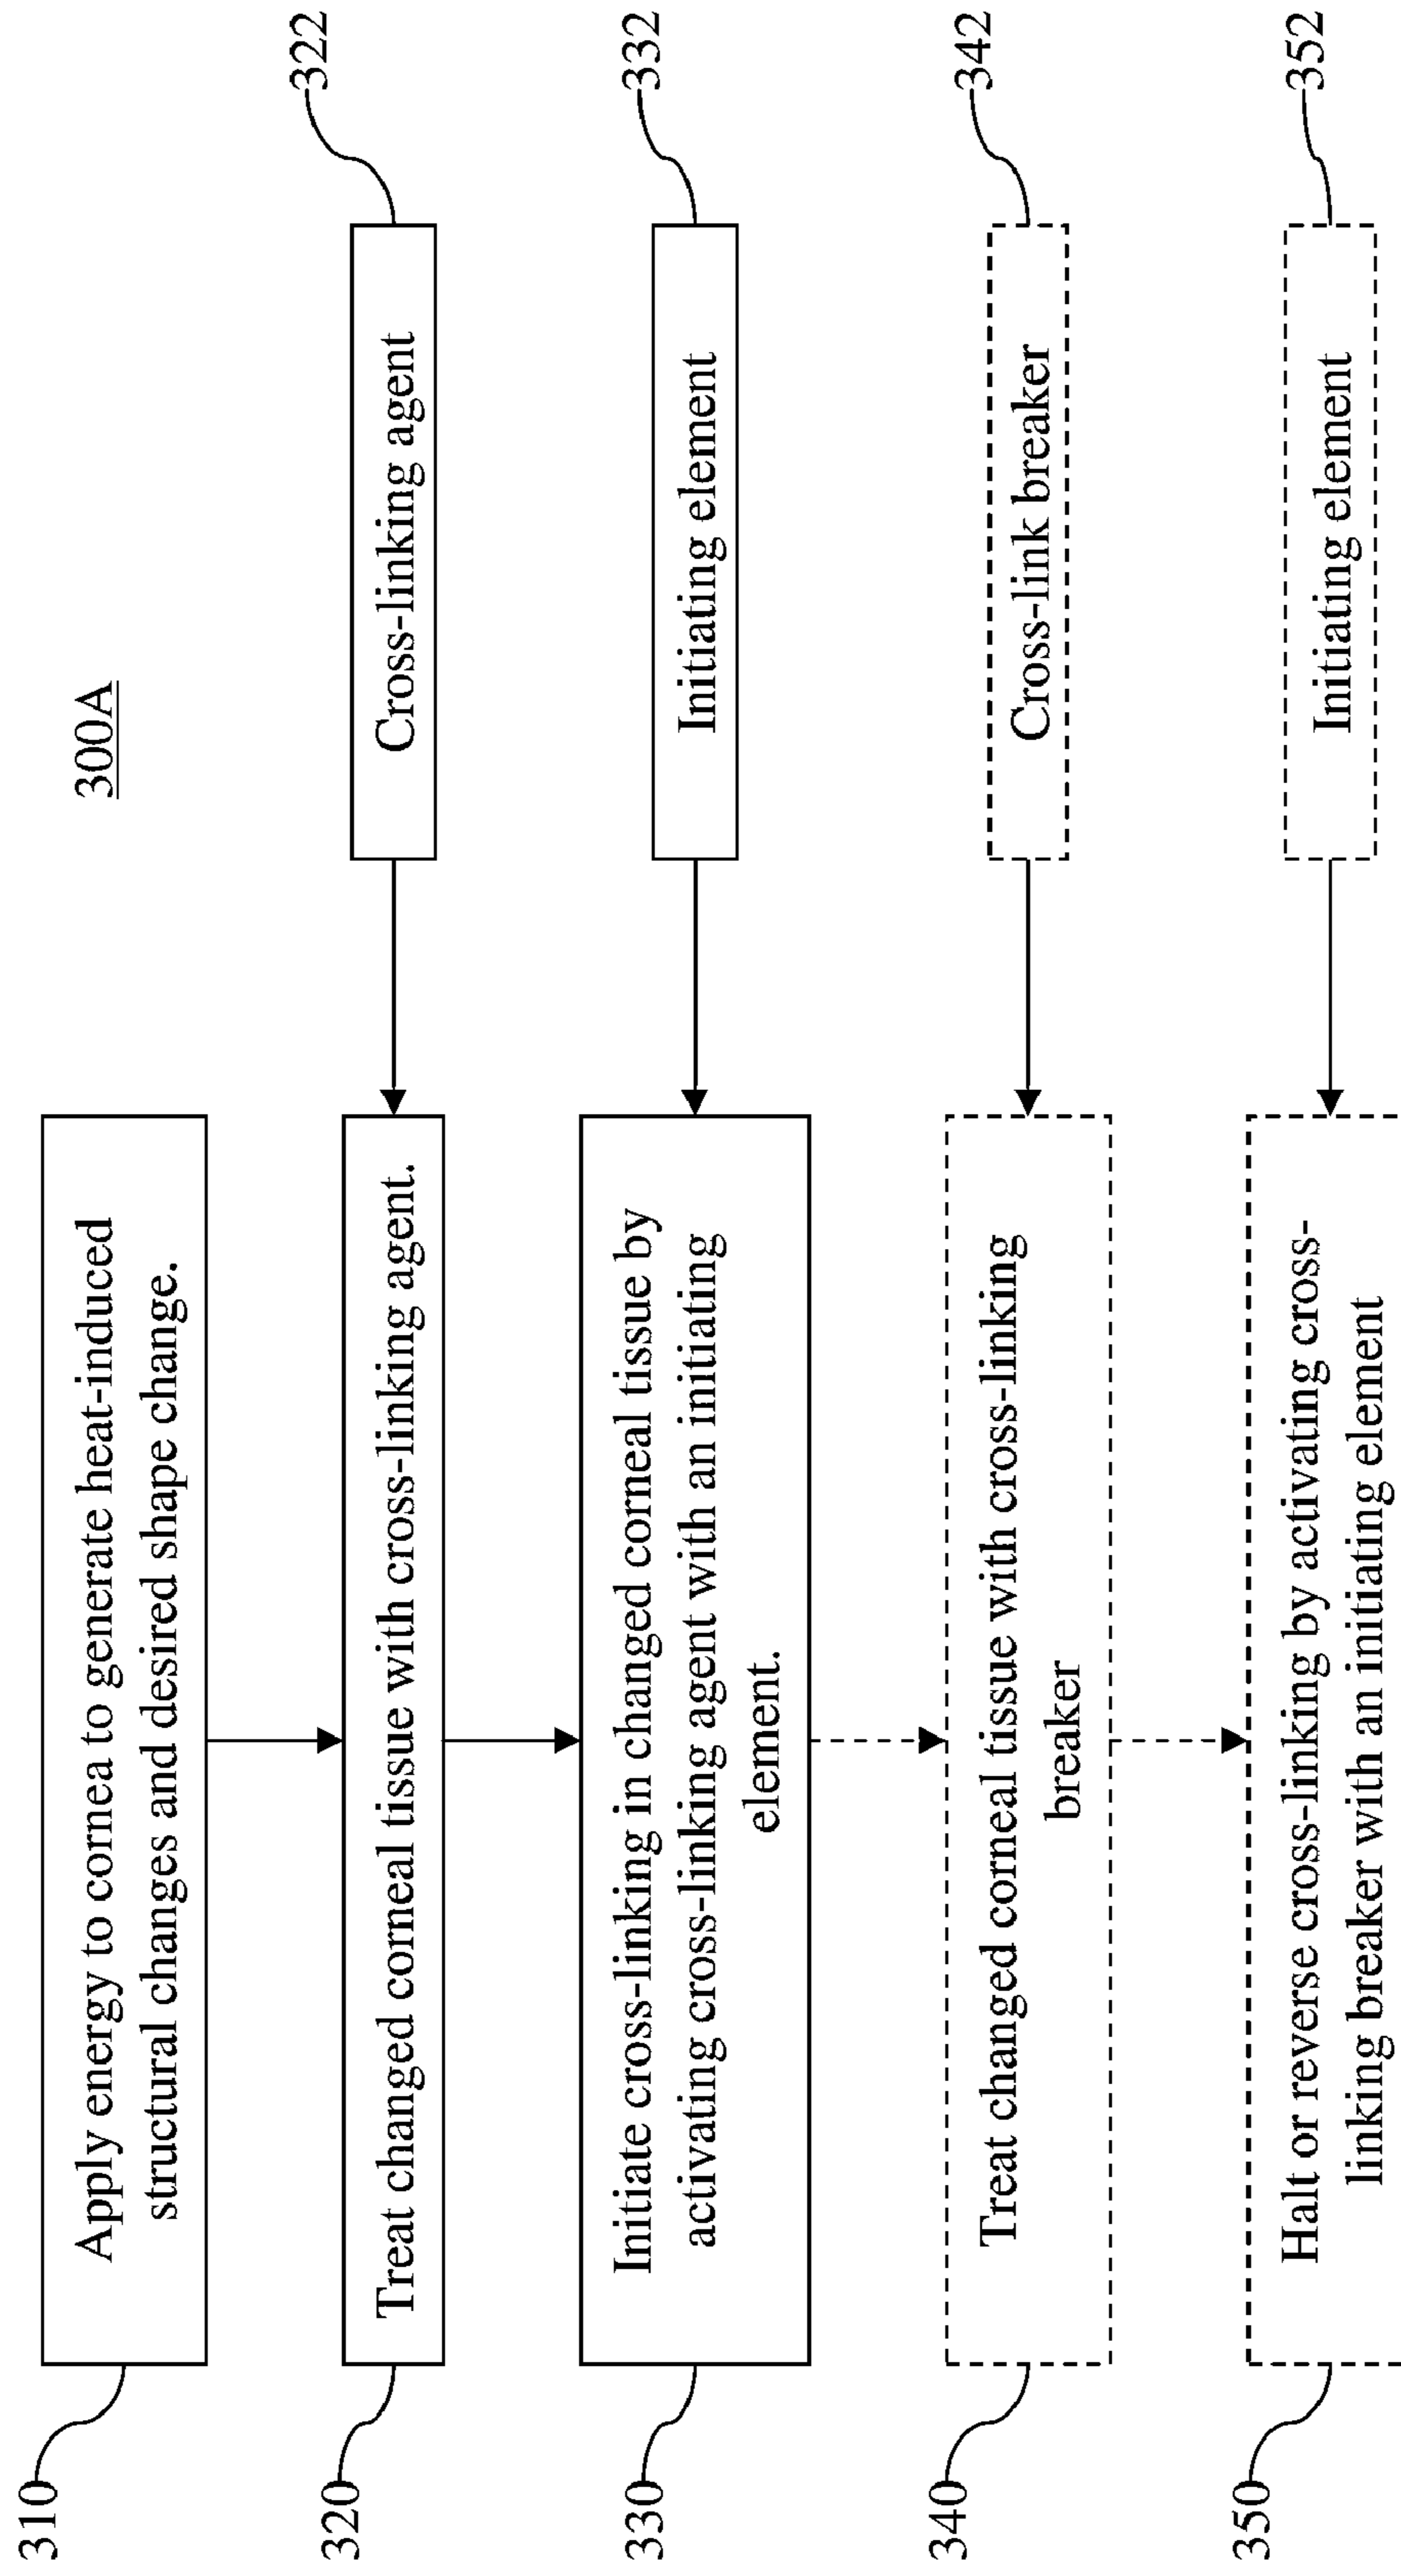 300A
310
Apply energy to cornea to generate heat-induced
structural changes and desired shape change.
320
Treat changed corneal tissue with cross-linking agent.
Cross-linking agent
322
330
Initiate cross-linking in changed corneal tissue by
activating cross-linking agent with an initiating
element.
Initiating element
332
340
Treat changed corneal tissue with cross-linking
breaker
Cross-link breaker
342
350
Halt or reverse cross-linking by activating cross-
linking breaker with an initiating element
Initiating element
352